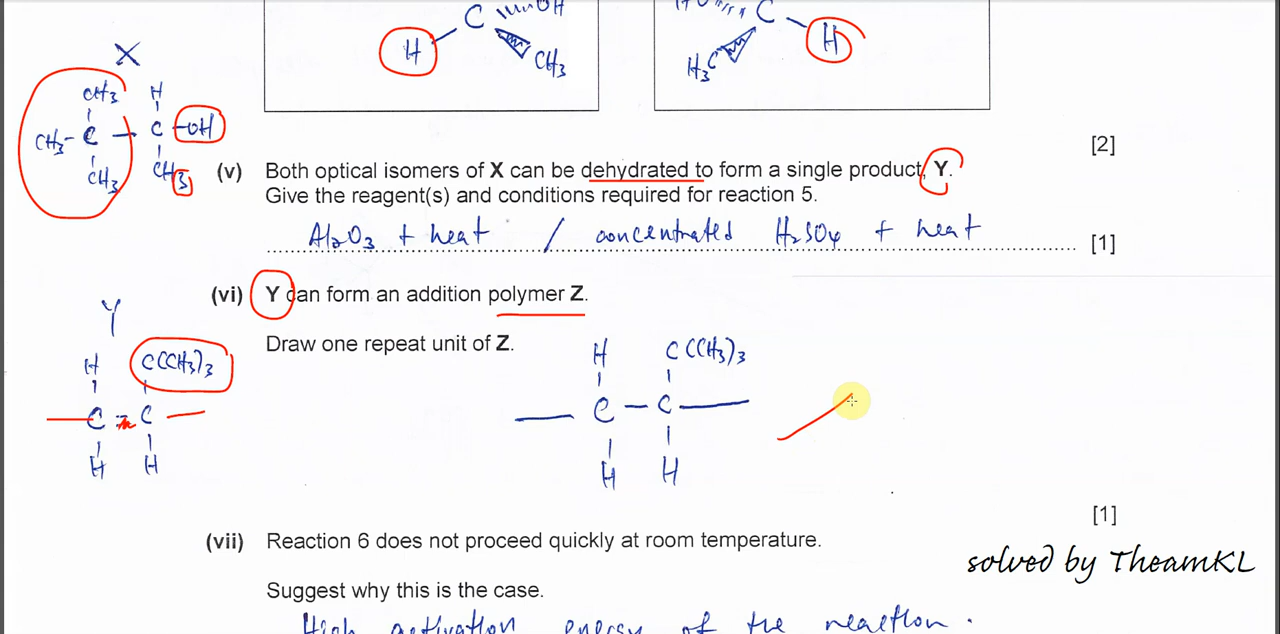 C OH
H
CH3
C
H
H3C
X
CH3 H
CH3 - C - C - OH
CH3 CH3
[2]
(v) Both optical isomers of X can be dehydrated to form a single product, Y.
Give the reagent(s) and conditions required for reaction 5.
Al2O3 + heat / concentrated H2SO4 + heat [1]
(vi) Y can form an addition polymer Z.
Y
Draw one repeat unit of Z.
H C(CH3)3
C = C
H H
H C(CH3)3
— C — C —
H H
[1]
(vii) Reaction 6 does not proceed quickly at room temperature.
solved by TheamKL
Suggest why this is the case.
High activation energy of the reaction.